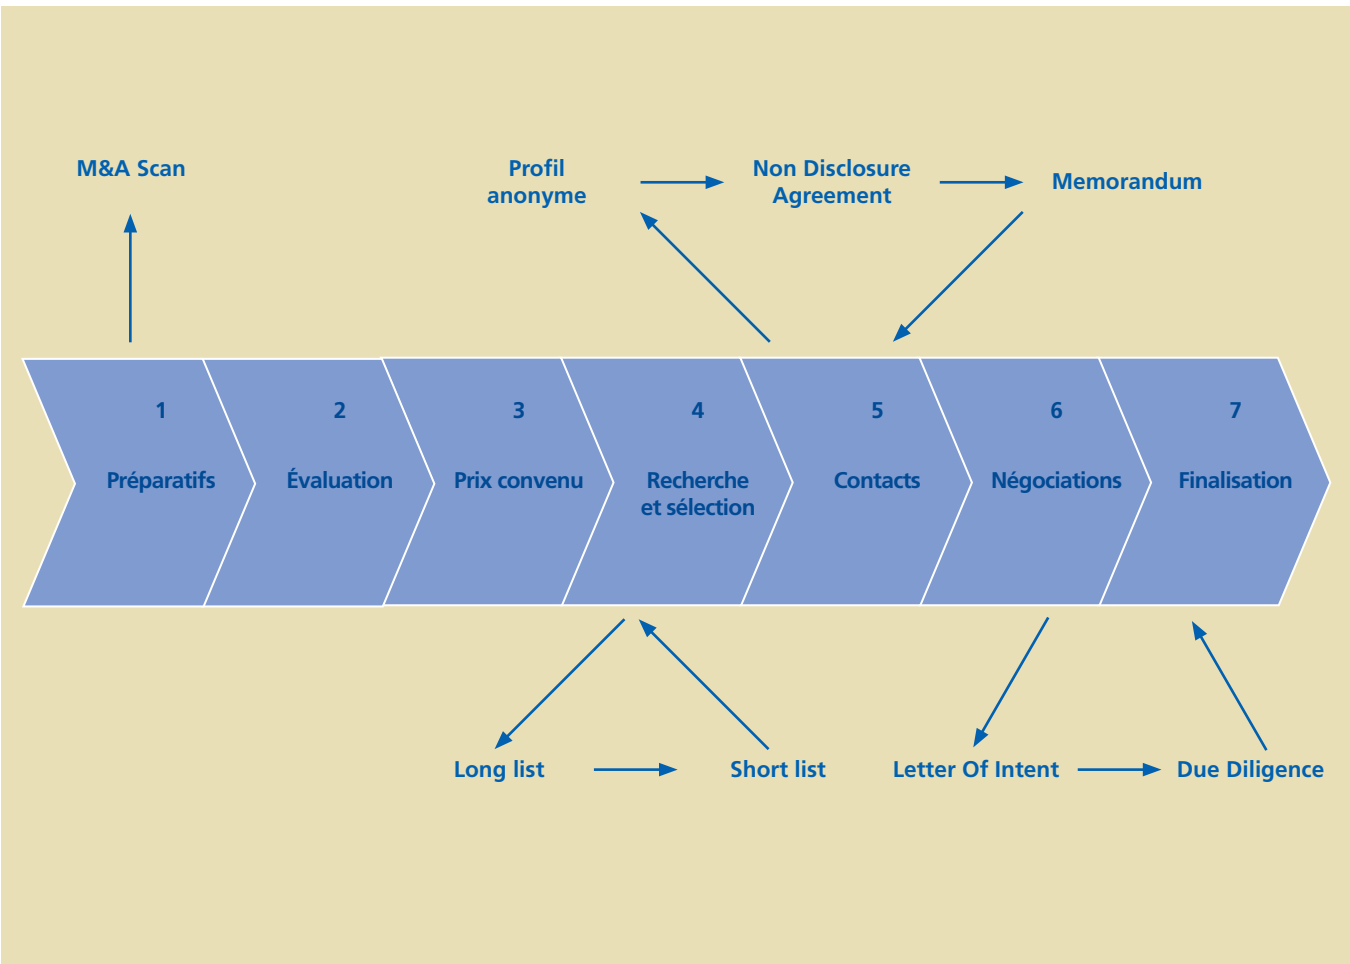 M&A Scan
Profil
anonyme
Non Disclosure
Agreement
Memorandum
1
Préparatifs
2
Évaluation
3
Prix convenu
4
Recherche
et sélection
5
Contacts
6
Négociations
7
Finalisation
Long list
Short list
Letter Of Intent
Due Diligence